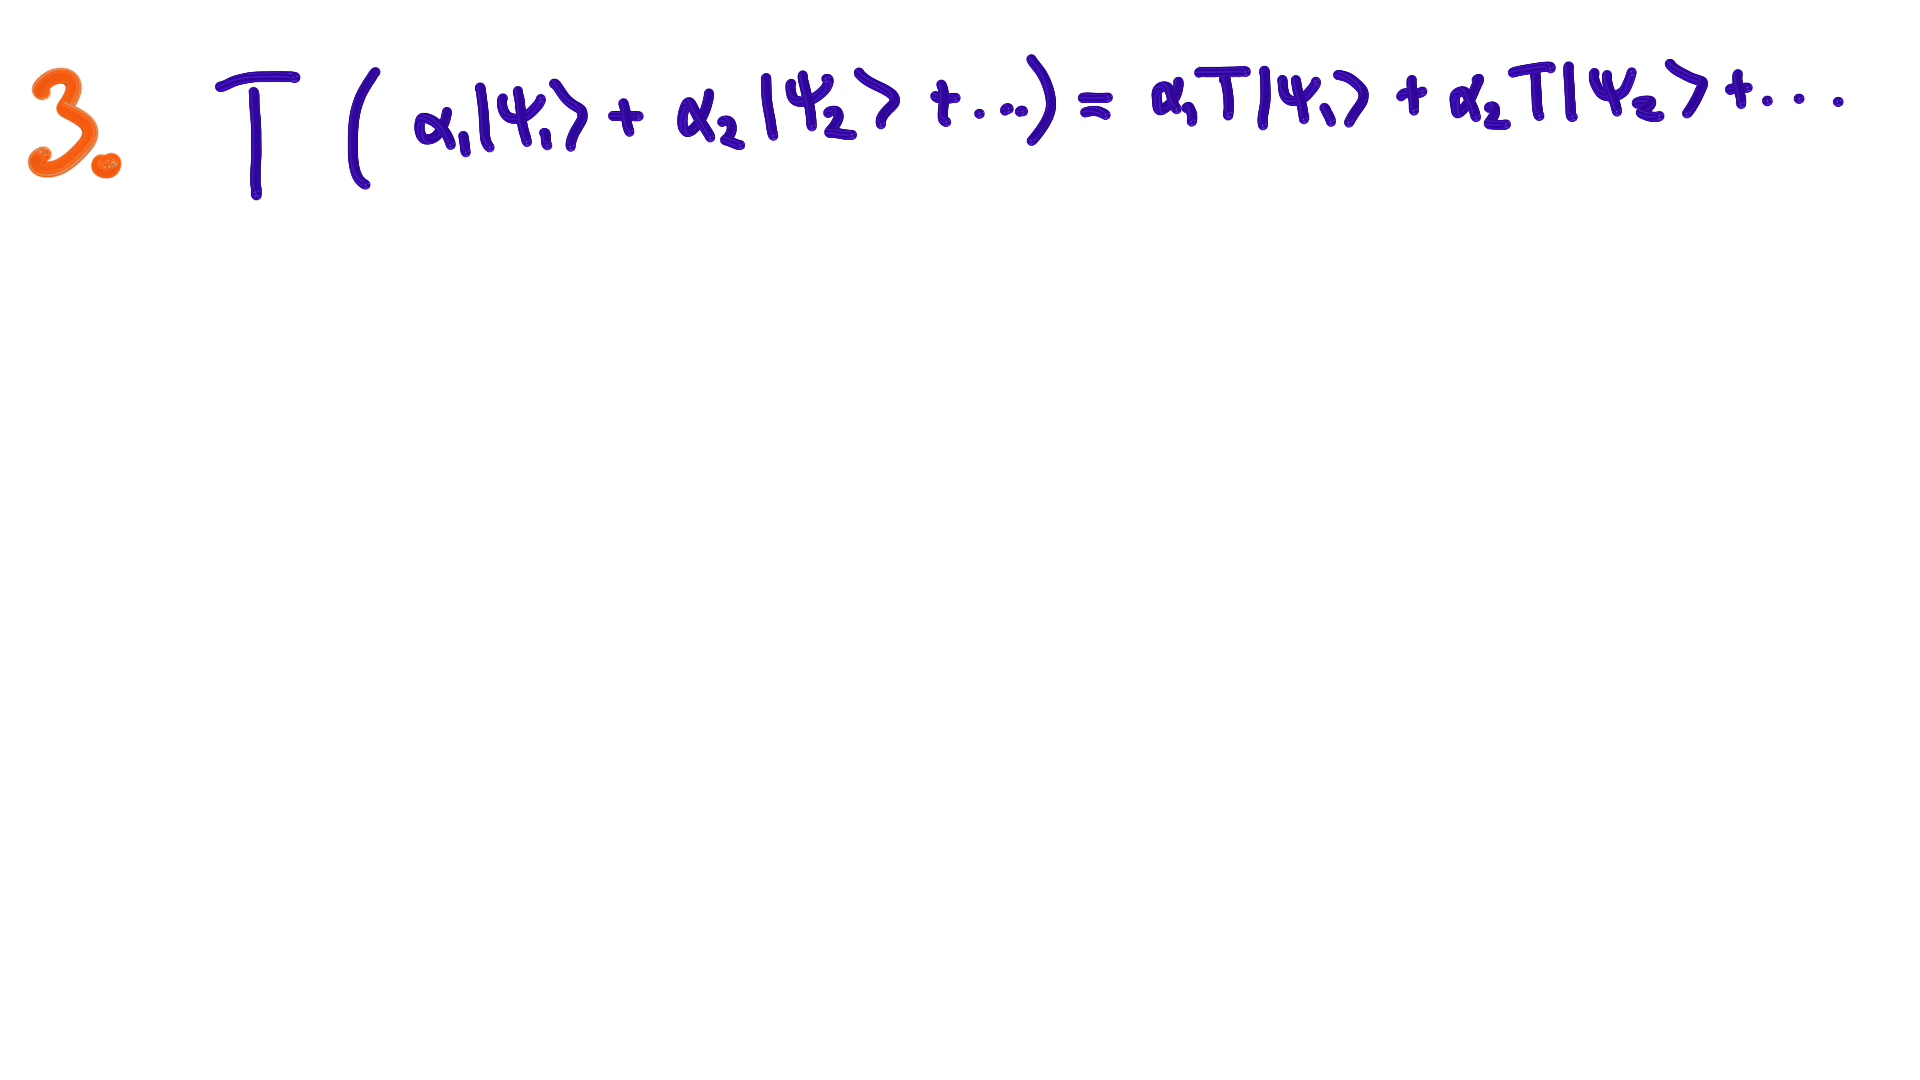 3. T ( α₁|ψ₁⟩ + α₂|ψ₂⟩ + ... ) = α₁T|ψ₁⟩ + α₂T|ψ₂⟩ + ...